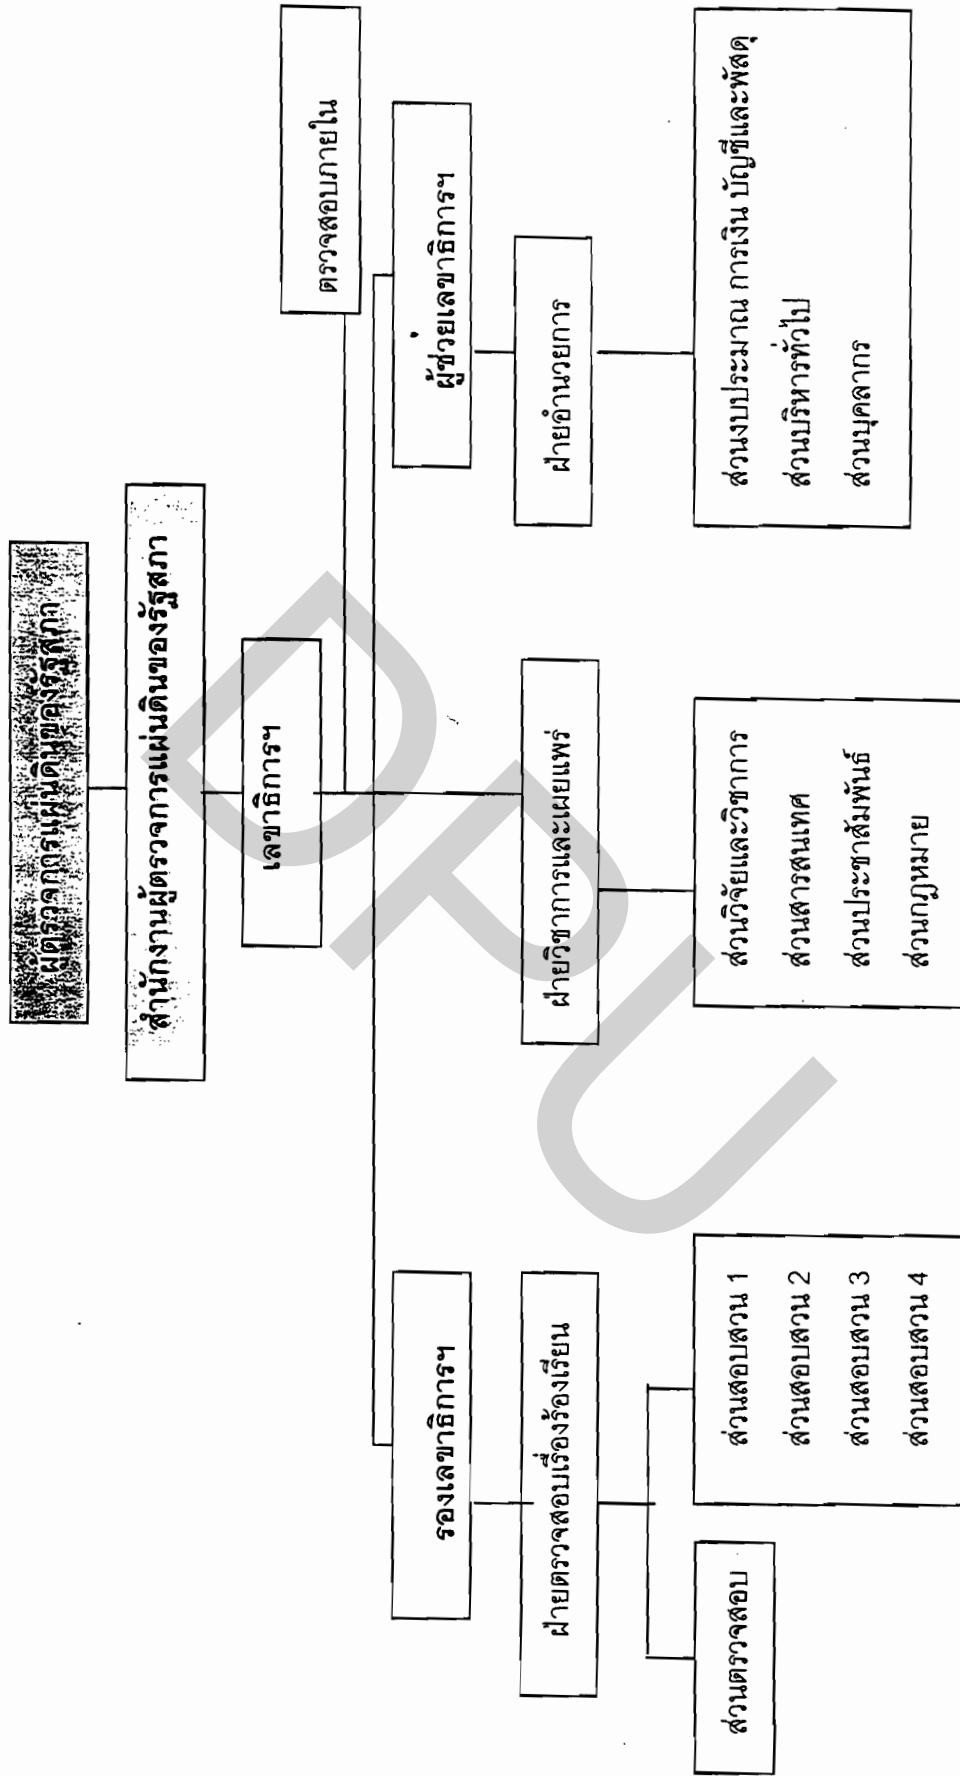 ผู้ตรวจการแผ่นดินของรัฐสภา
สำนักงานผู้ตรวจการแผ่นดินของรัฐสภา
เลขาธิการฯ
ตรวจสอบภายใน
รองเลขาธิการฯ
ผู้ช่วยเลขาธิการฯ
ฝ่ายตรวจสอบเรื่องร้องเรียน
ฝ่ายวิชาการและเผยแพร่
ฝ่ายอำนวยการ
ส่วนตรวจสอบ
ส่วนสอบสวน 1
ส่วนสอบสวน 2
ส่วนสอบสวน 3
ส่วนสอบสวน 4
ส่วนวิจัยและวิชาการ
ส่วนสารสนเทศ
ส่วนประชาสัมพันธ์
ส่วนกฎหมาย
ส่วนงบประมาณ การเงิน บัญชีและพัสดุ
ส่วนบริหารทั่วไป
ส่วนบุคลากร
DPU